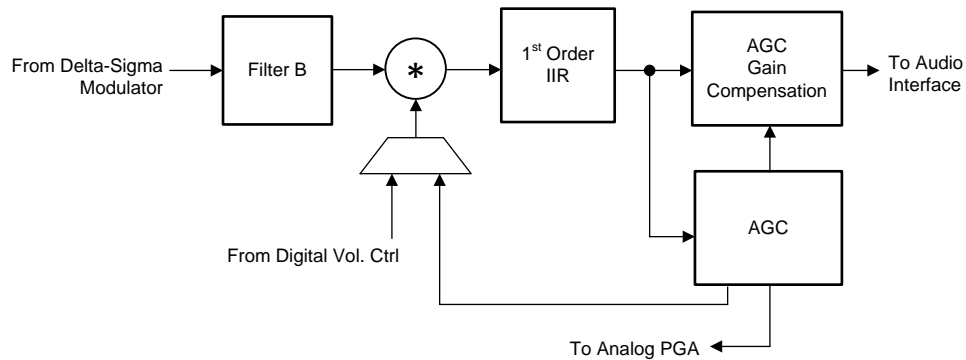 From Delta-Sigma
Modulator
Filter B
*
1st Order
IIR
AGC
Gain
Compensation
To Audio
Interface
AGC
From Digital Vol. Ctrl
To Analog PGA